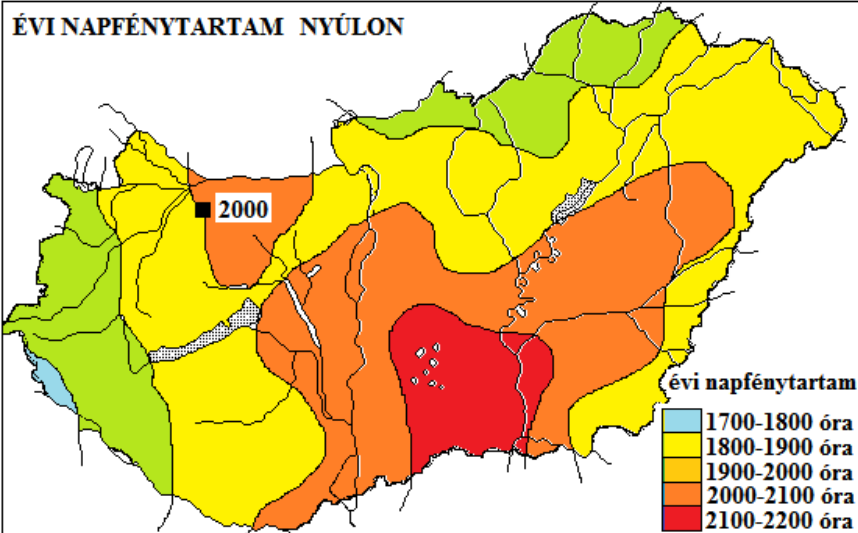 ÉVI NAPFÉNYTARTAM NYÚLON
2000
évi napfénytartam
1700-1800 óra
1800-1900 óra
1900-2000 óra
2000-2100 óra
2100-2200 óra